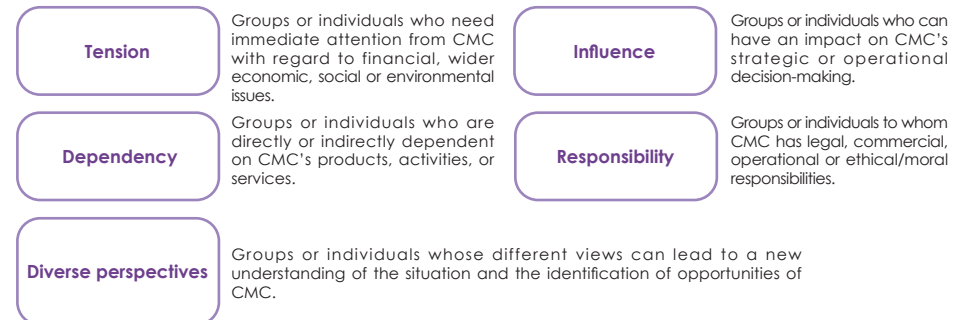 Tension
Groups or individuals who need
immediate attention from CMC
with regard to financial, wider
economic, social or environmental
issues.
Influence
Groups or individuals who can
have an impact on CMC's
strategic or operational
decision-making.
Dependency
Groups or individuals who are
directly or indirectly dependent
on CMC's products, activities, or
services.
Responsibility
Groups or individuals to whom
CMC has legal, commercial,
operational or ethical/moral
responsibilities.
Diverse perspectives
Groups or individuals whose different views can lead to a new
understanding of the situation and the identification of opportunities of
CMC.